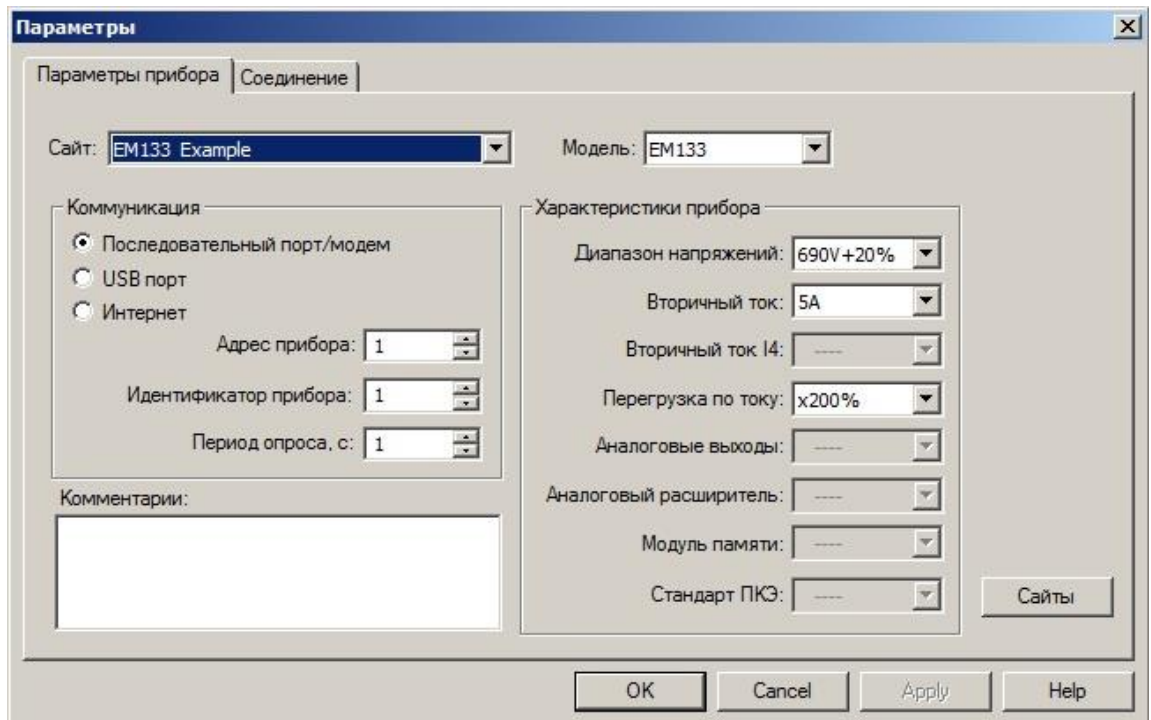 Параметры
Параметры прибора Соединение
Сайт: EM133 Example Модель: EM133
Коммуникация
Последовательный порт/модем
USB порт
Интернет
Адрес прибора: 1
Идентификатор прибора: 1
Период опроса, с: 1
Комментарии:
Характеристики прибора
Диапазон напряжений: 690V+20%
Вторичный ток: 5A
Вторичный ток I4: ----
Перегрузка по току: x200%
Аналоговые выходы: ----
Аналоговый расширитель: ----
Модуль памяти: ----
Стандарт ПКЭ: ----
Сайты
OK Cancel Apply Help